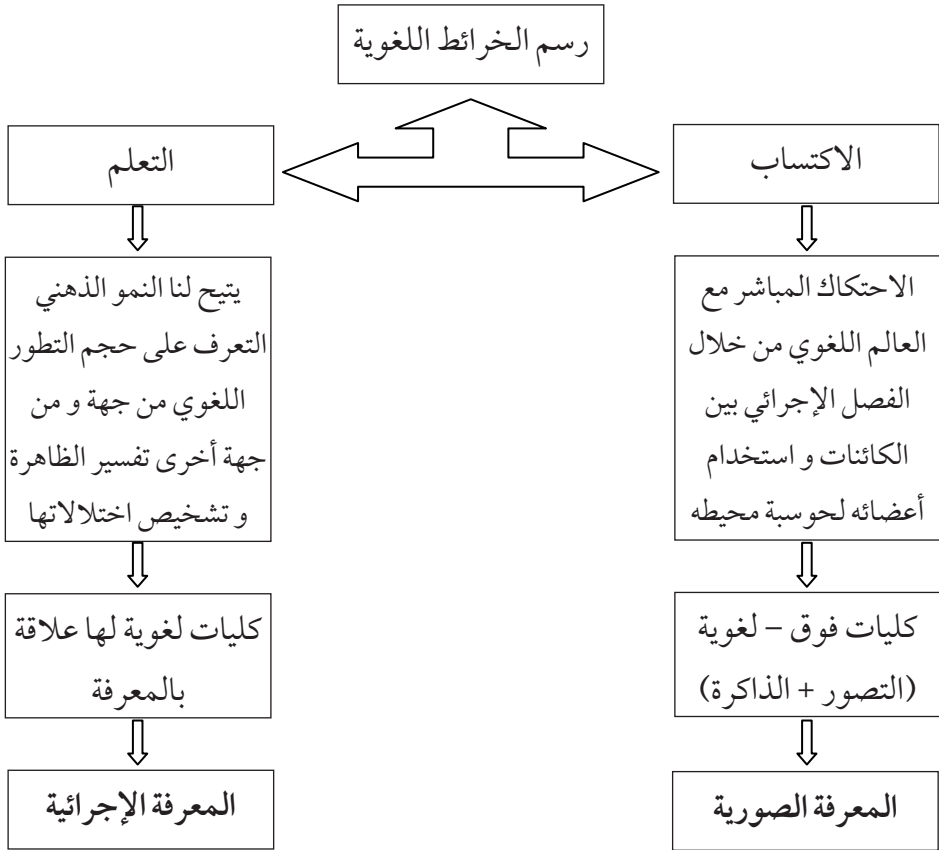 رسم الخرائط اللغوية
الاكتساب
الاحتكاك المباشر مع
العالم اللغوي من خلال
الفصل الإجرائي بين
الكائنات و استخدام
أعضائه لحوسبة محيطه
كليات فوق – لغوية
(التصور + الذاكرة)
المعرفة الصورية
التعلم
يتيح لنا النمو الذهني
التعرف على حجم التطور
اللغوي من جهة و من
جهة أخرى تفسير الظاهرة
و تشخيص اختلالاتها
كليات لغوية لها علاقة
بالمعرفة
المعرفة الإجرائية